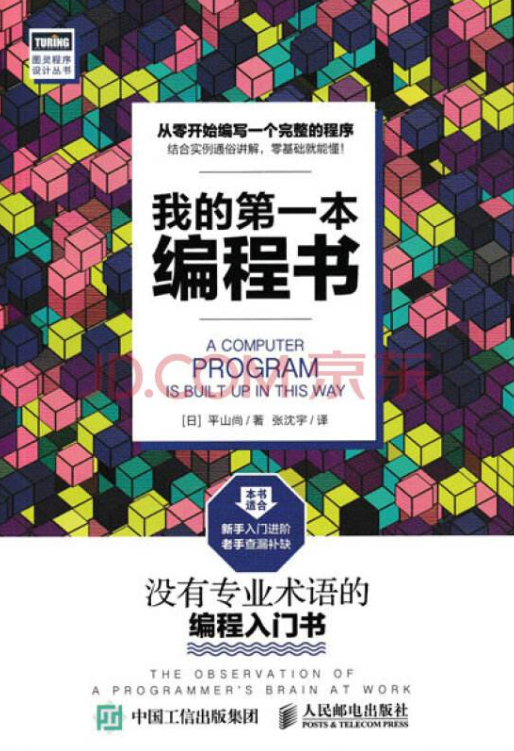 TURING
图灵程序
设计丛书
从零开始编写一个完整的程序
结合实例通俗讲解，零基础就能懂！
我的第一本
编程书
A COMPUTER
PROGRAM
IS BUILT UP IN THIS WAY
JD.COM 京东
[日] 平山尚/著 张沈宇/译
本书
适合
新手入门进阶
老手查漏补缺
没有专业术语的
编程入门书
THE OBSERVATION OF
A PROGRAMMER'S BRAIN AT WORK
中国工信出版集团
人民邮电出版社
POSTS & TELECOM PRESS